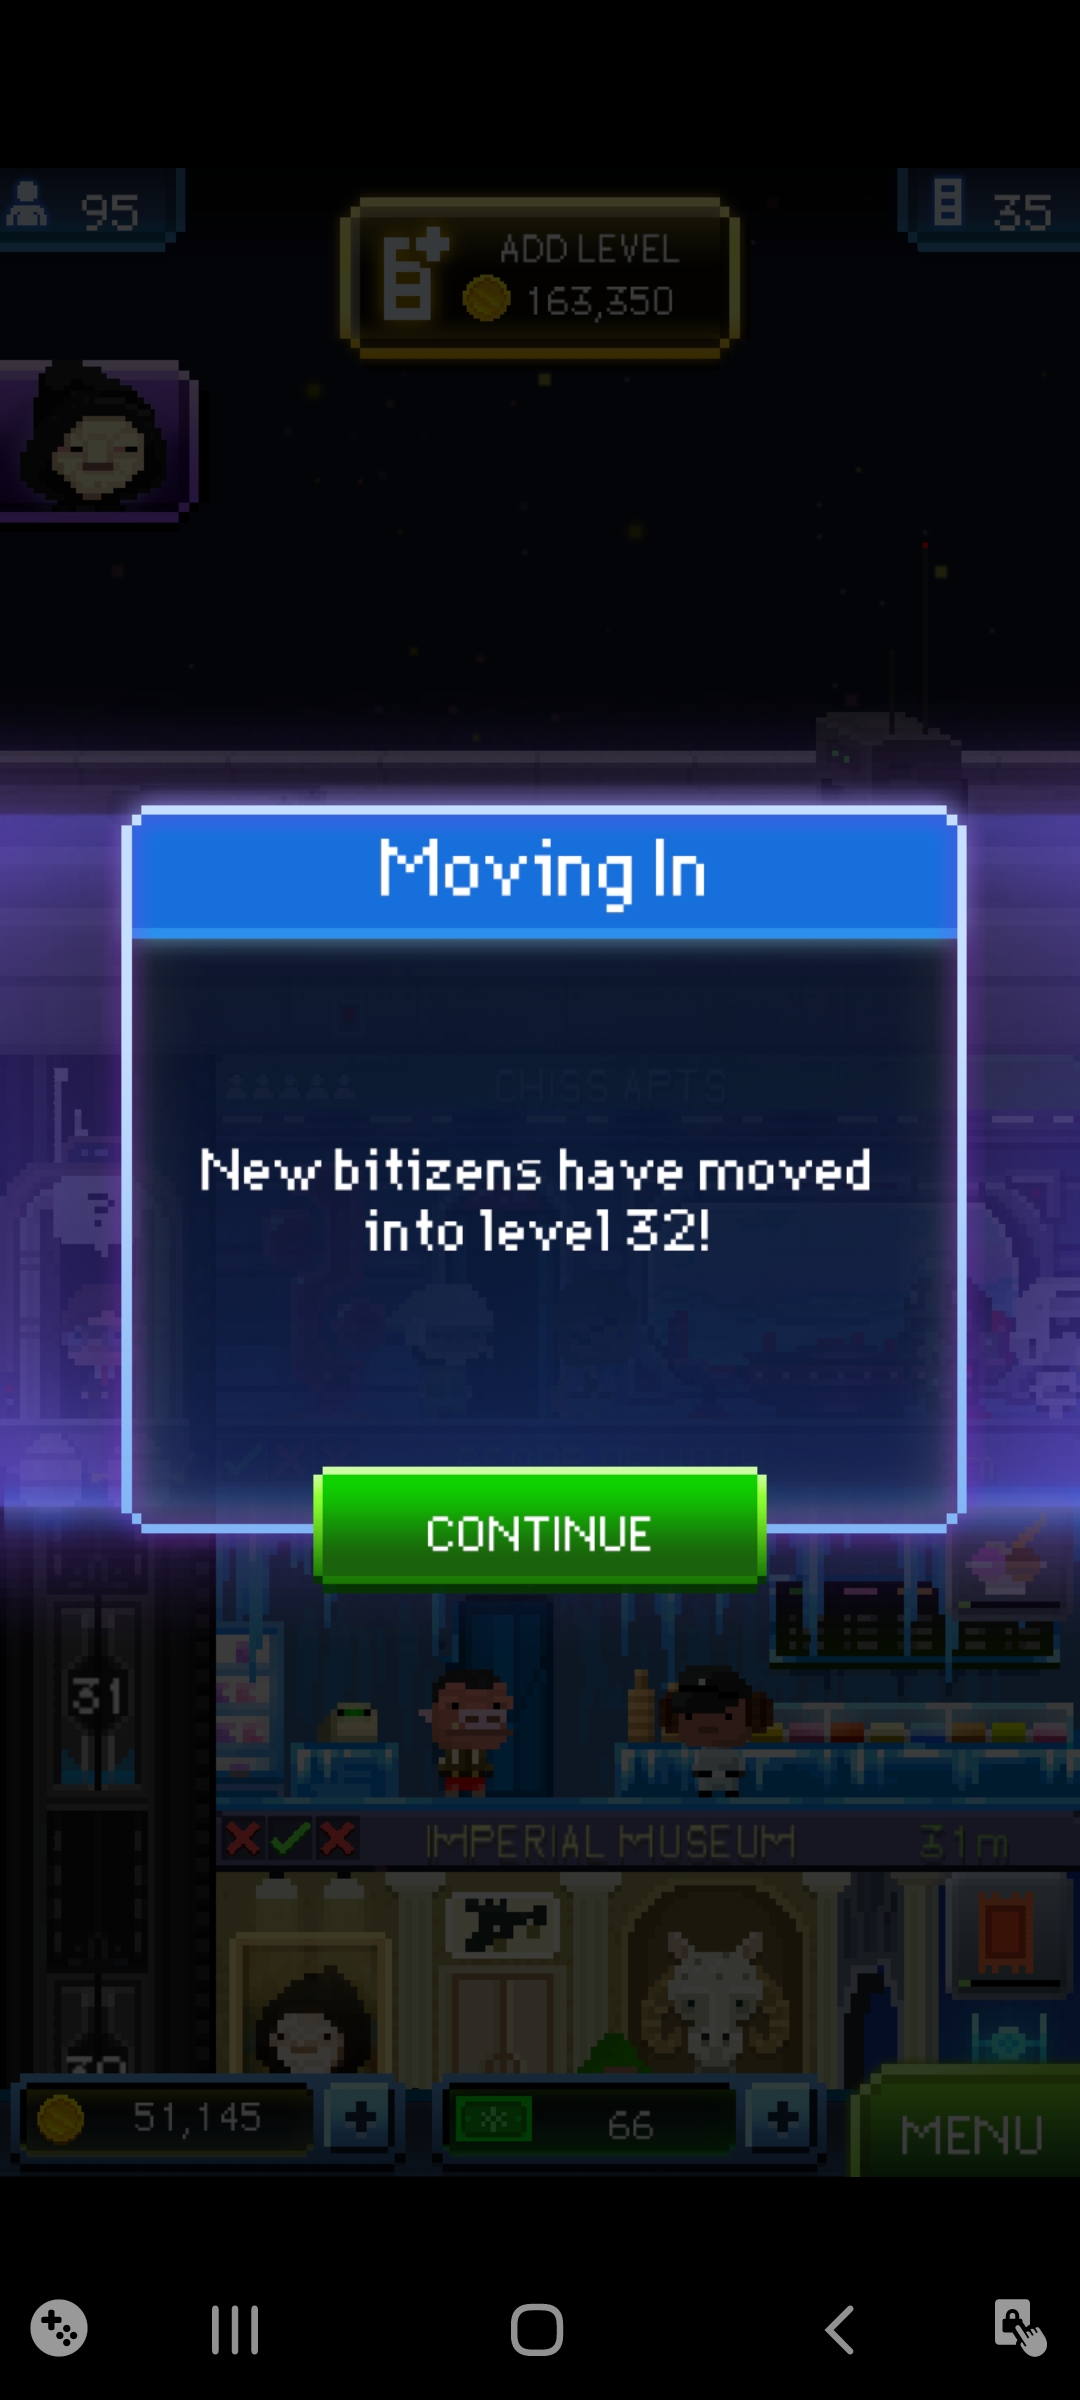 95
35
ADD LEVEL
163,350
Moving In
CHISS APTS
New bitizens have moved
into level 32!
CONTINUE
31
IMPERIAL MUSEUM
31m
30
51,145
66
MENU